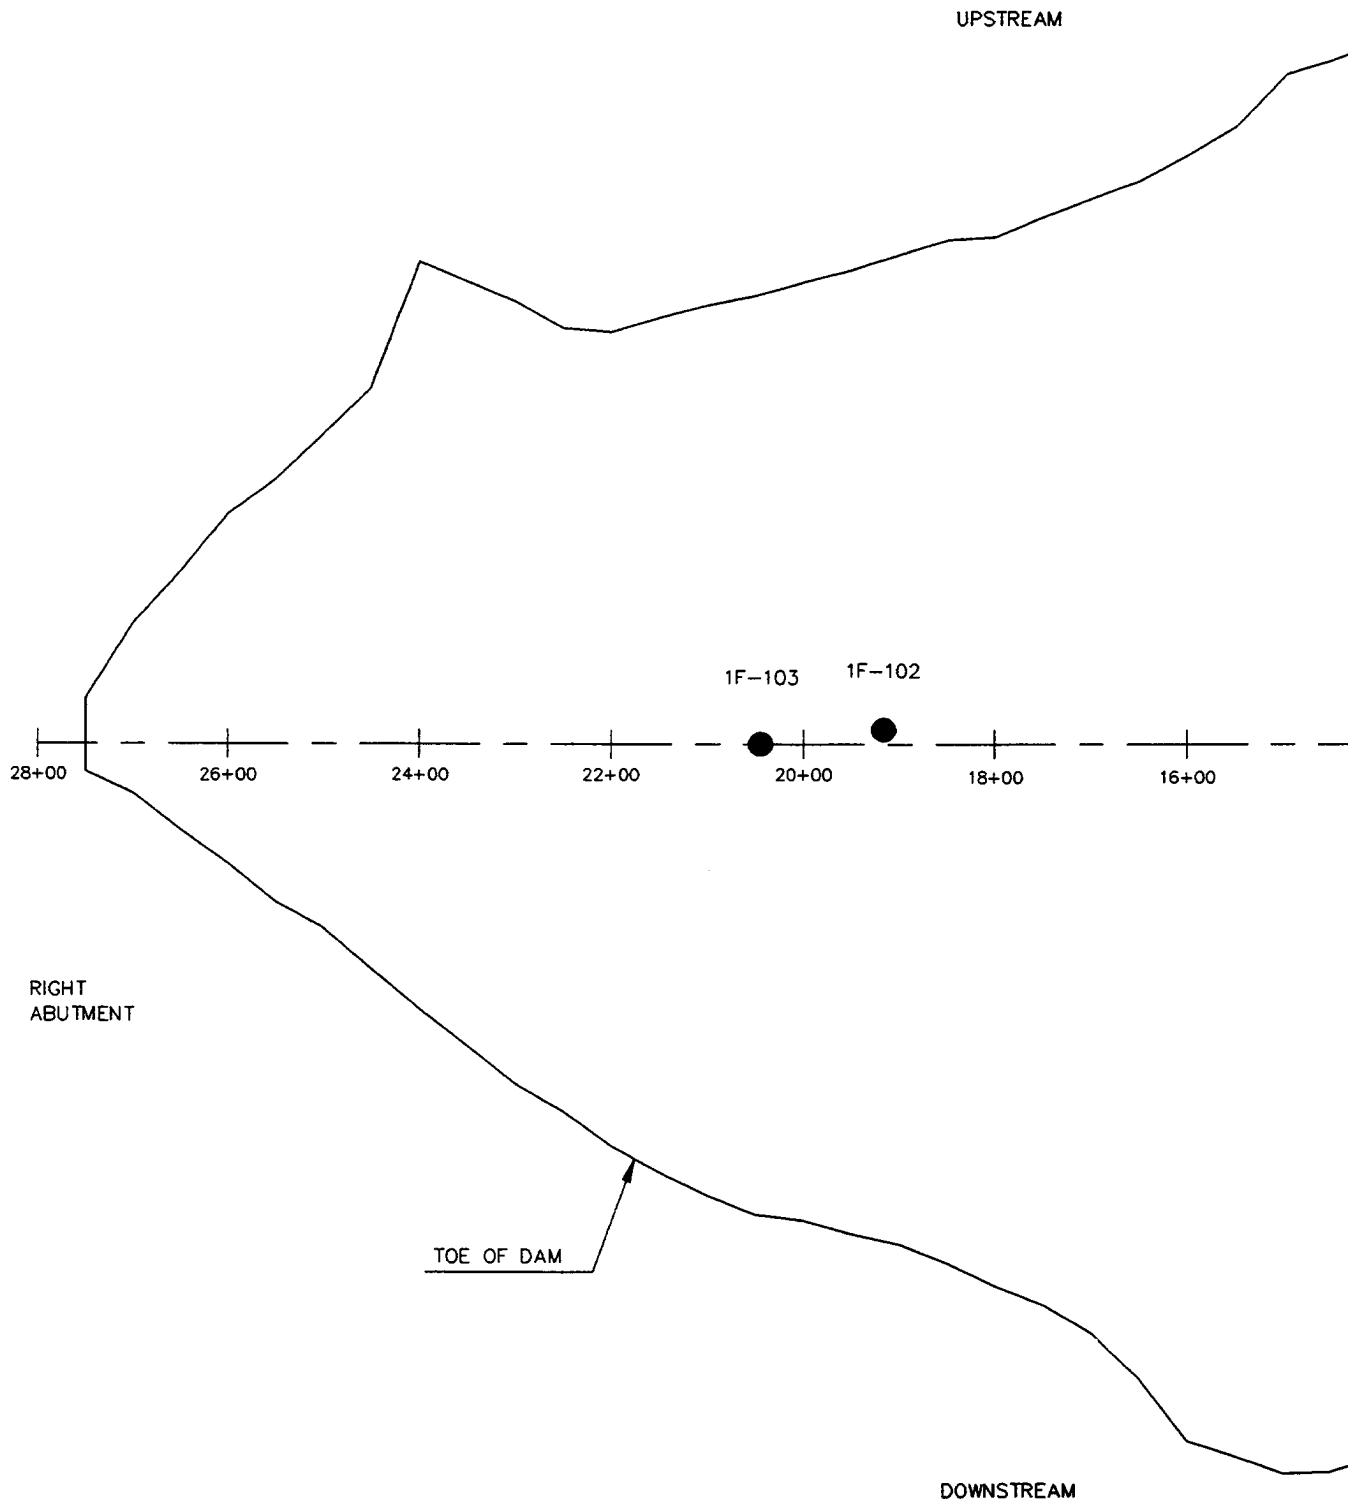 UPSTREAM
1F-103
1F-102
28+00
26+00
24+00
22+00
20+00
18+00
16+00
RIGHT
ABUTMENT
TOE OF DAM
DOWNSTREAM